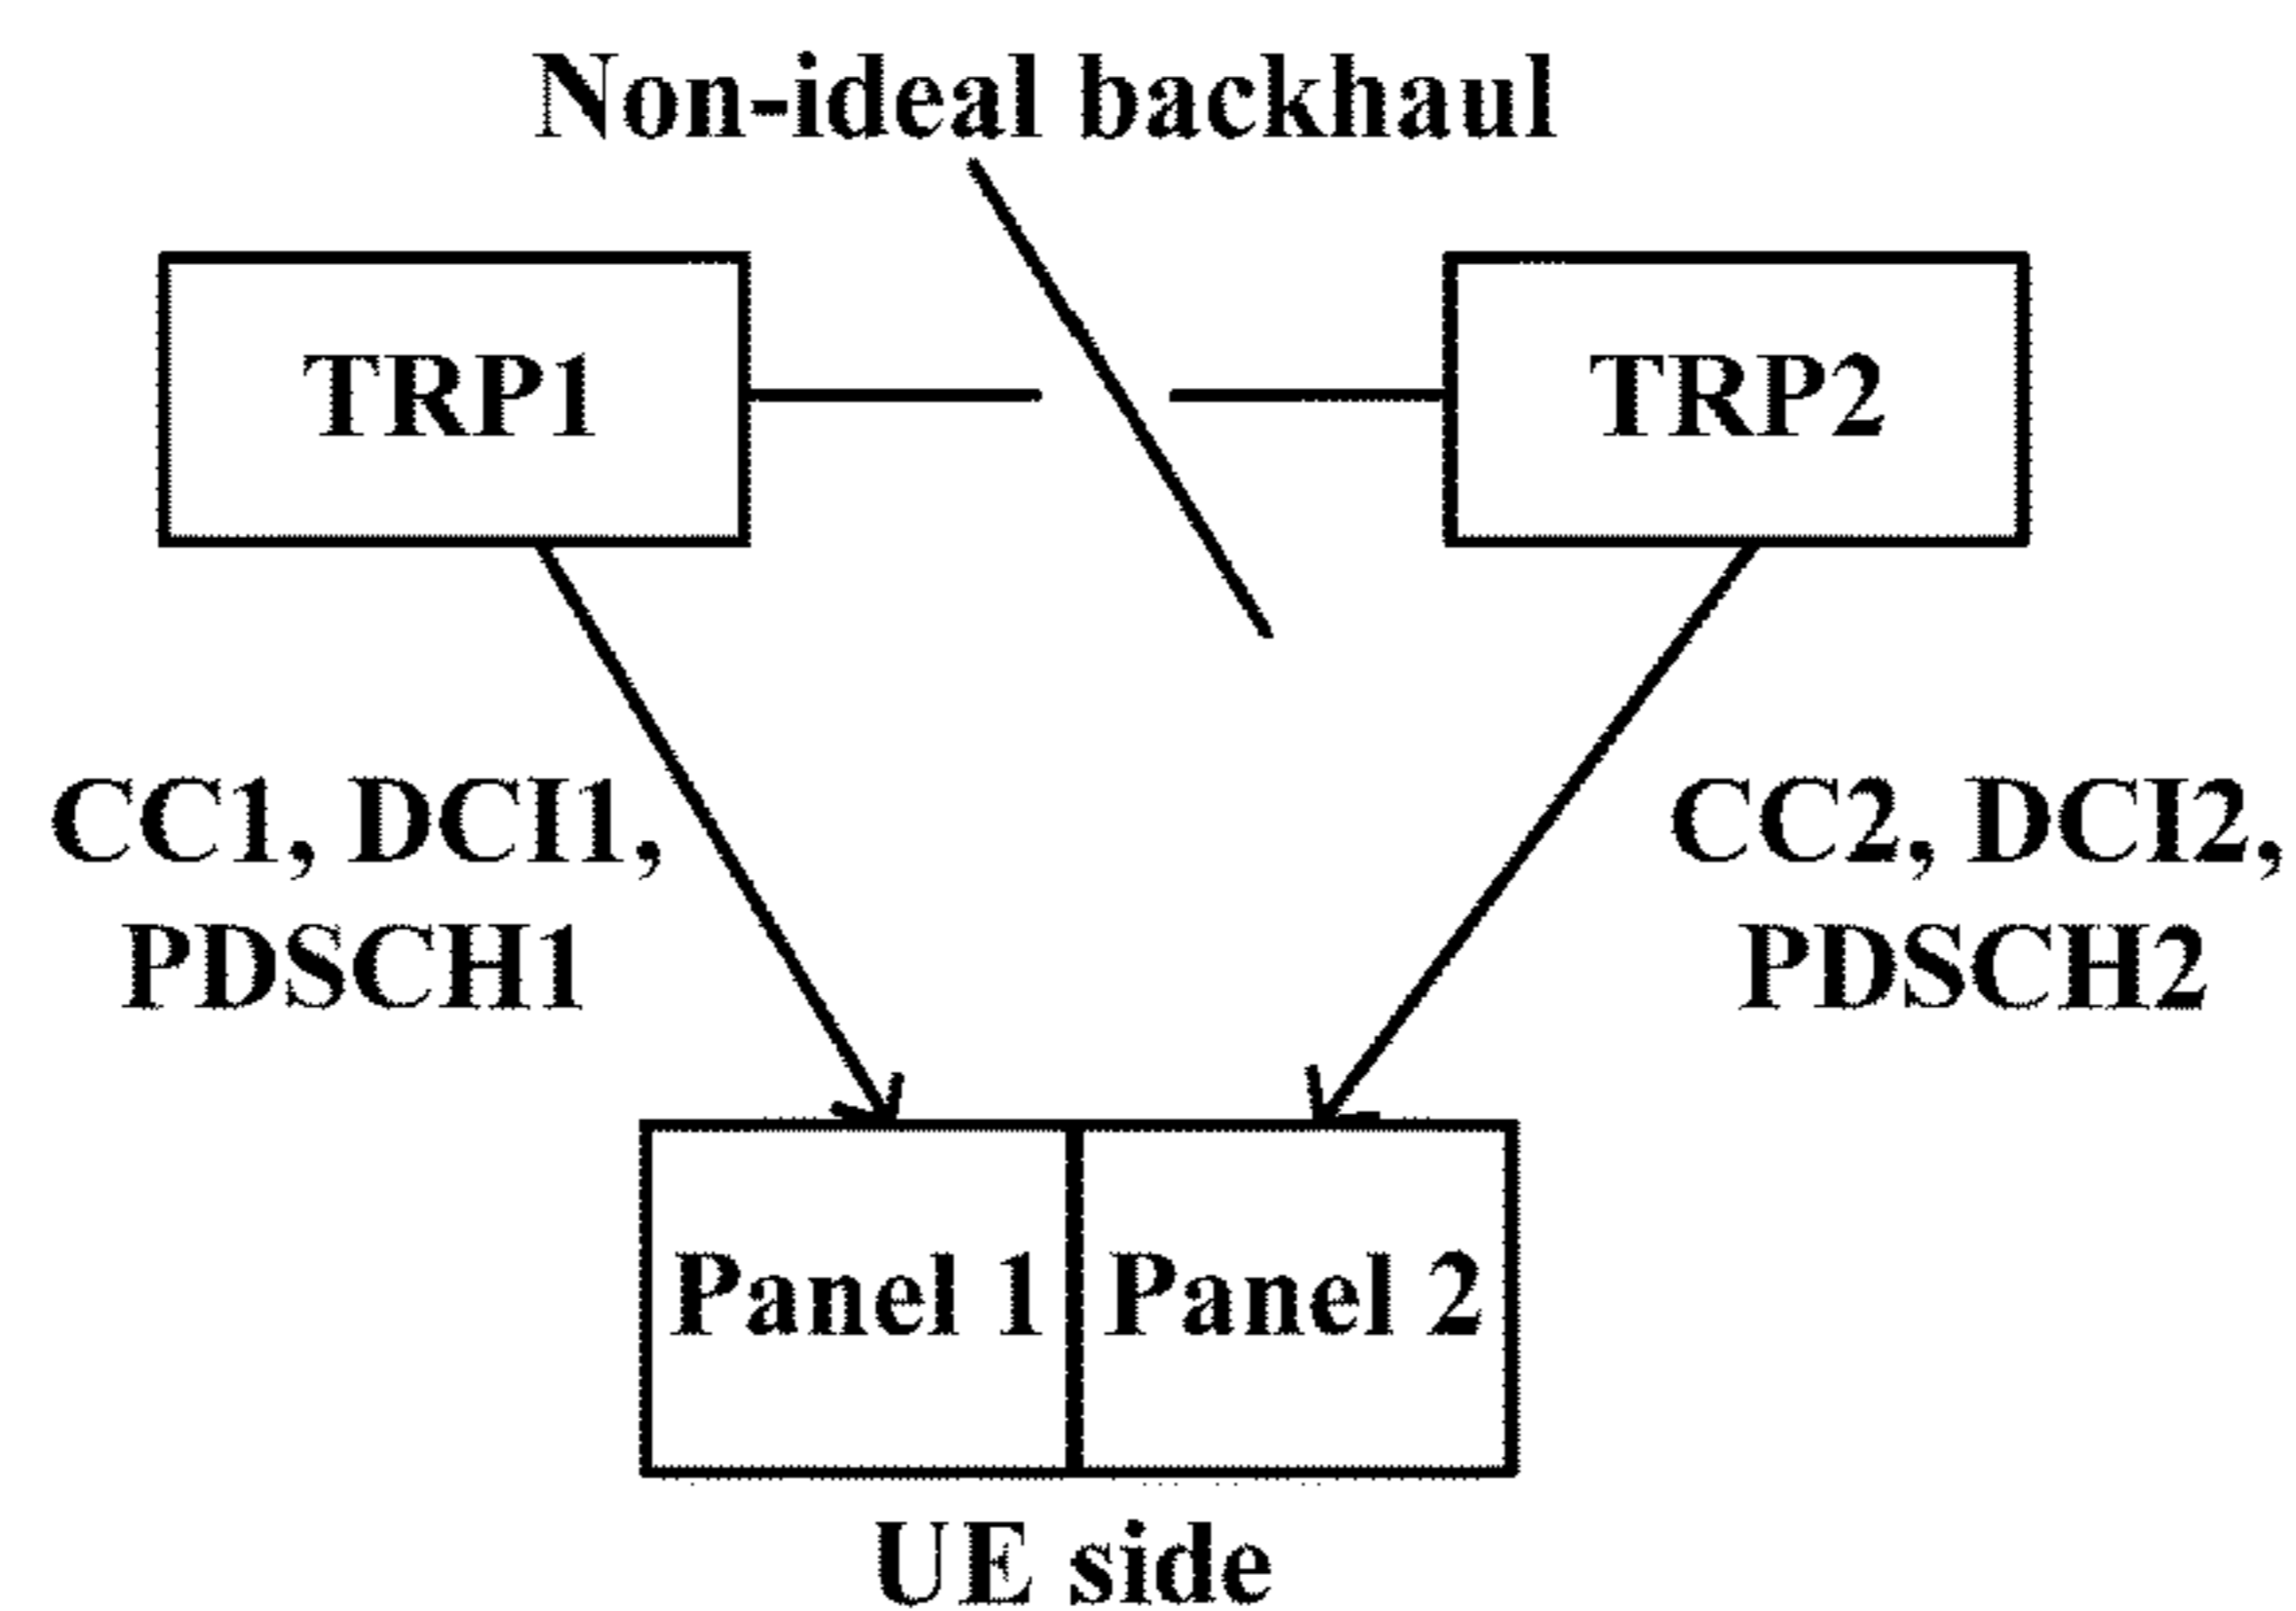 Non-ideal backhaul
TRP1
TRP2
CC1, DCI1,
PDSCH1
CC2, DCI2,
PDSCH2
Panel 1
Panel 2
UE side